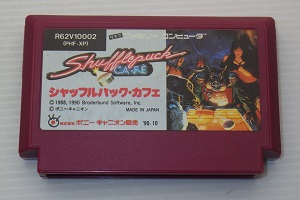 R62V10002
(PHF-XP)
ファミリーコンピュータ
Shufflepuck
CAFÉ
シャッフルパック・カフェ
© 1988, 1990 Broderbund Software, Inc.
© ポニーキャニオン
MADE IN JAPAN
ポニーキャニオン販売
'90.10